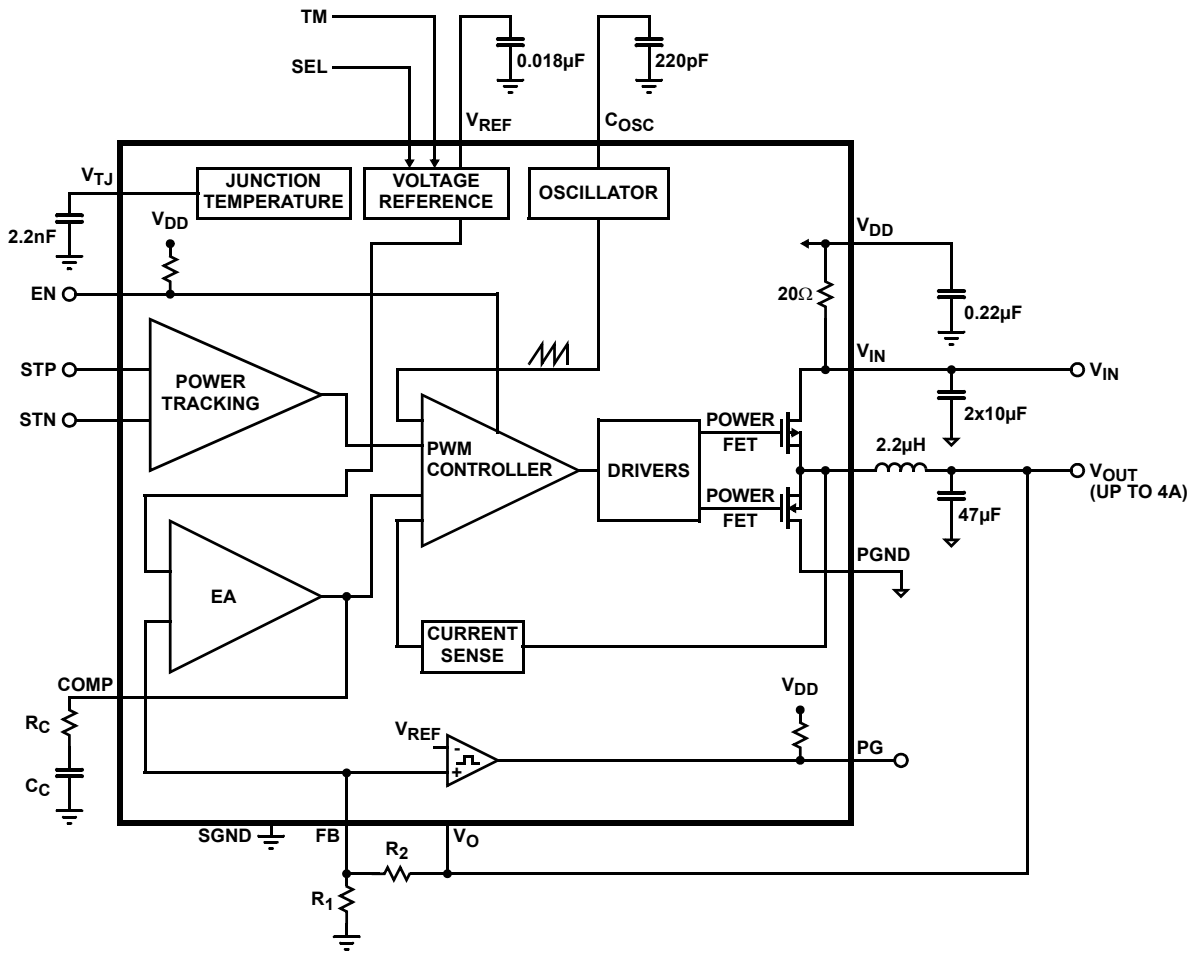 TM
0.018µF
220pF
SEL
VREF
COSC
VTJ
JUNCTION
TEMPERATURE
VOLTAGE
REFERENCE
OSCILLATOR
2.2nF
VDD
VDD
EN
20Ω
0.22µF
STP
POWER
TRACKING
STN
VIN
VIN
2x10µF
PWM
CONTROLLER
DRIVERS
POWER
FET
2.2µH
VOUT
(UP TO 4A)
POWER
FET
47µF
PGND
EA
CURRENT
SENSE
COMP
VDD
RC
VREF
-
+
PG
CC
SGND
FB
VO
R2
R1